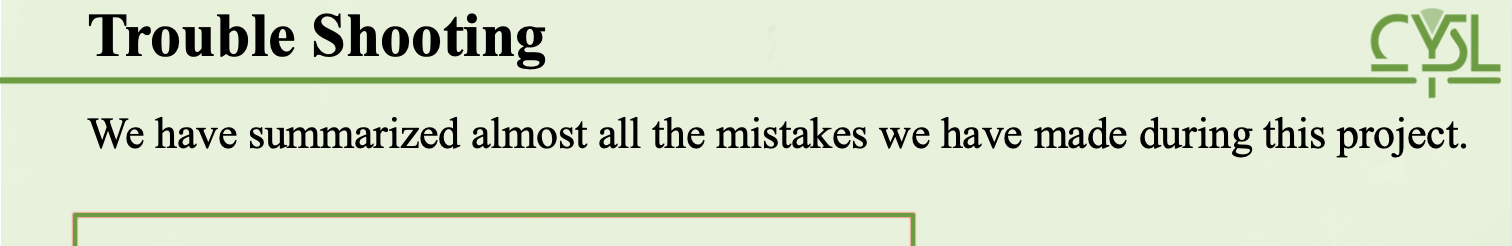 Trouble Shooting
CYSL
We have summarized almost all the mistakes we have made during this project.